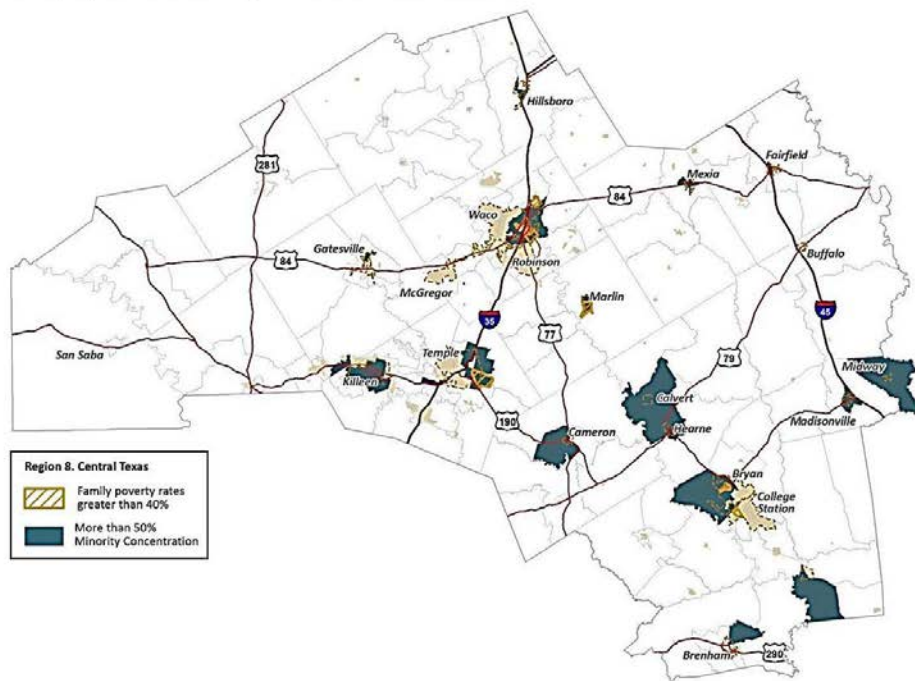 Hillsboro
Fairfield
281
Mexia
84
Waco
Gatesville
84
Buffalo
Robinson
McGregor
Marlin
35
45
77
San Saba
79
Temple
Midway
Killeen
Calvert
Madisonville
190
Cameron
Hearne
Region 8. Central Texas
Bryan
Family poverty rates
greater than 40%
College
Station
More than 50%
Minority Concentration
Brenham
290